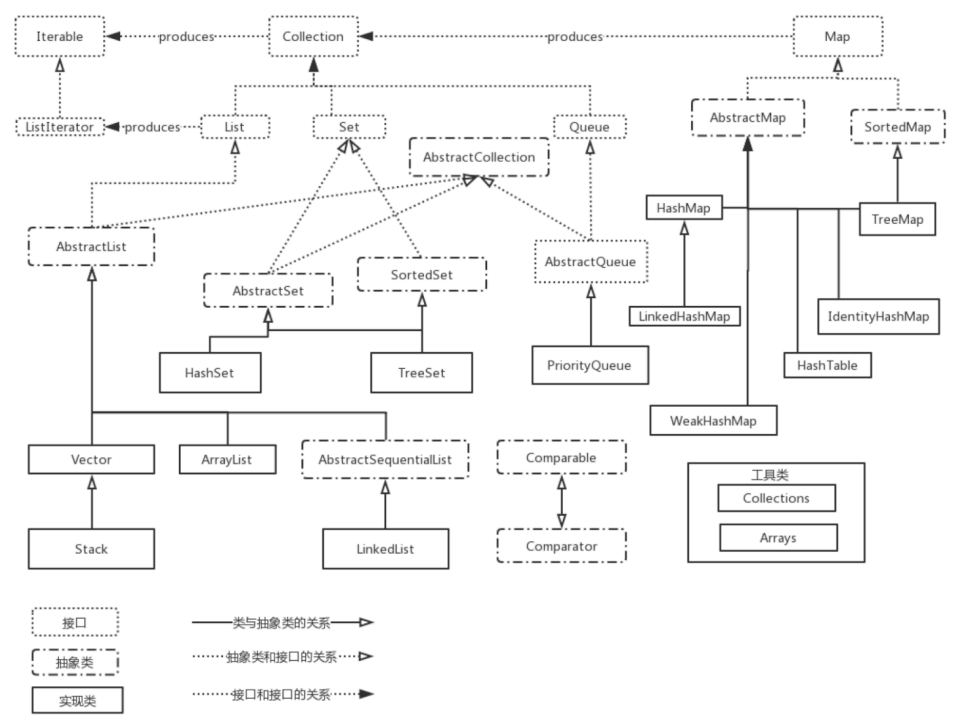 Iterable
produces
Collection
produces
Map
ListIterator
produces
List
Set
Queue
AbstractMap
SortedMap
AbstractCollection
HashMap
TreeMap
AbstractList
AbstractSet
SortedSet
AbstractQueue
LinkedHashMap
IdentityHashMap
HashSet
TreeSet
PriorityQueue
HashTable
WeakHashMap
Vector
ArrayList
AbstractSequentialList
Comparable
工具类
Collections
Arrays
Stack
LinkedList
Comparator
接口
类与抽象类的关系
抽象类
抽象类和接口的关系
实现类
接口和接口的关系